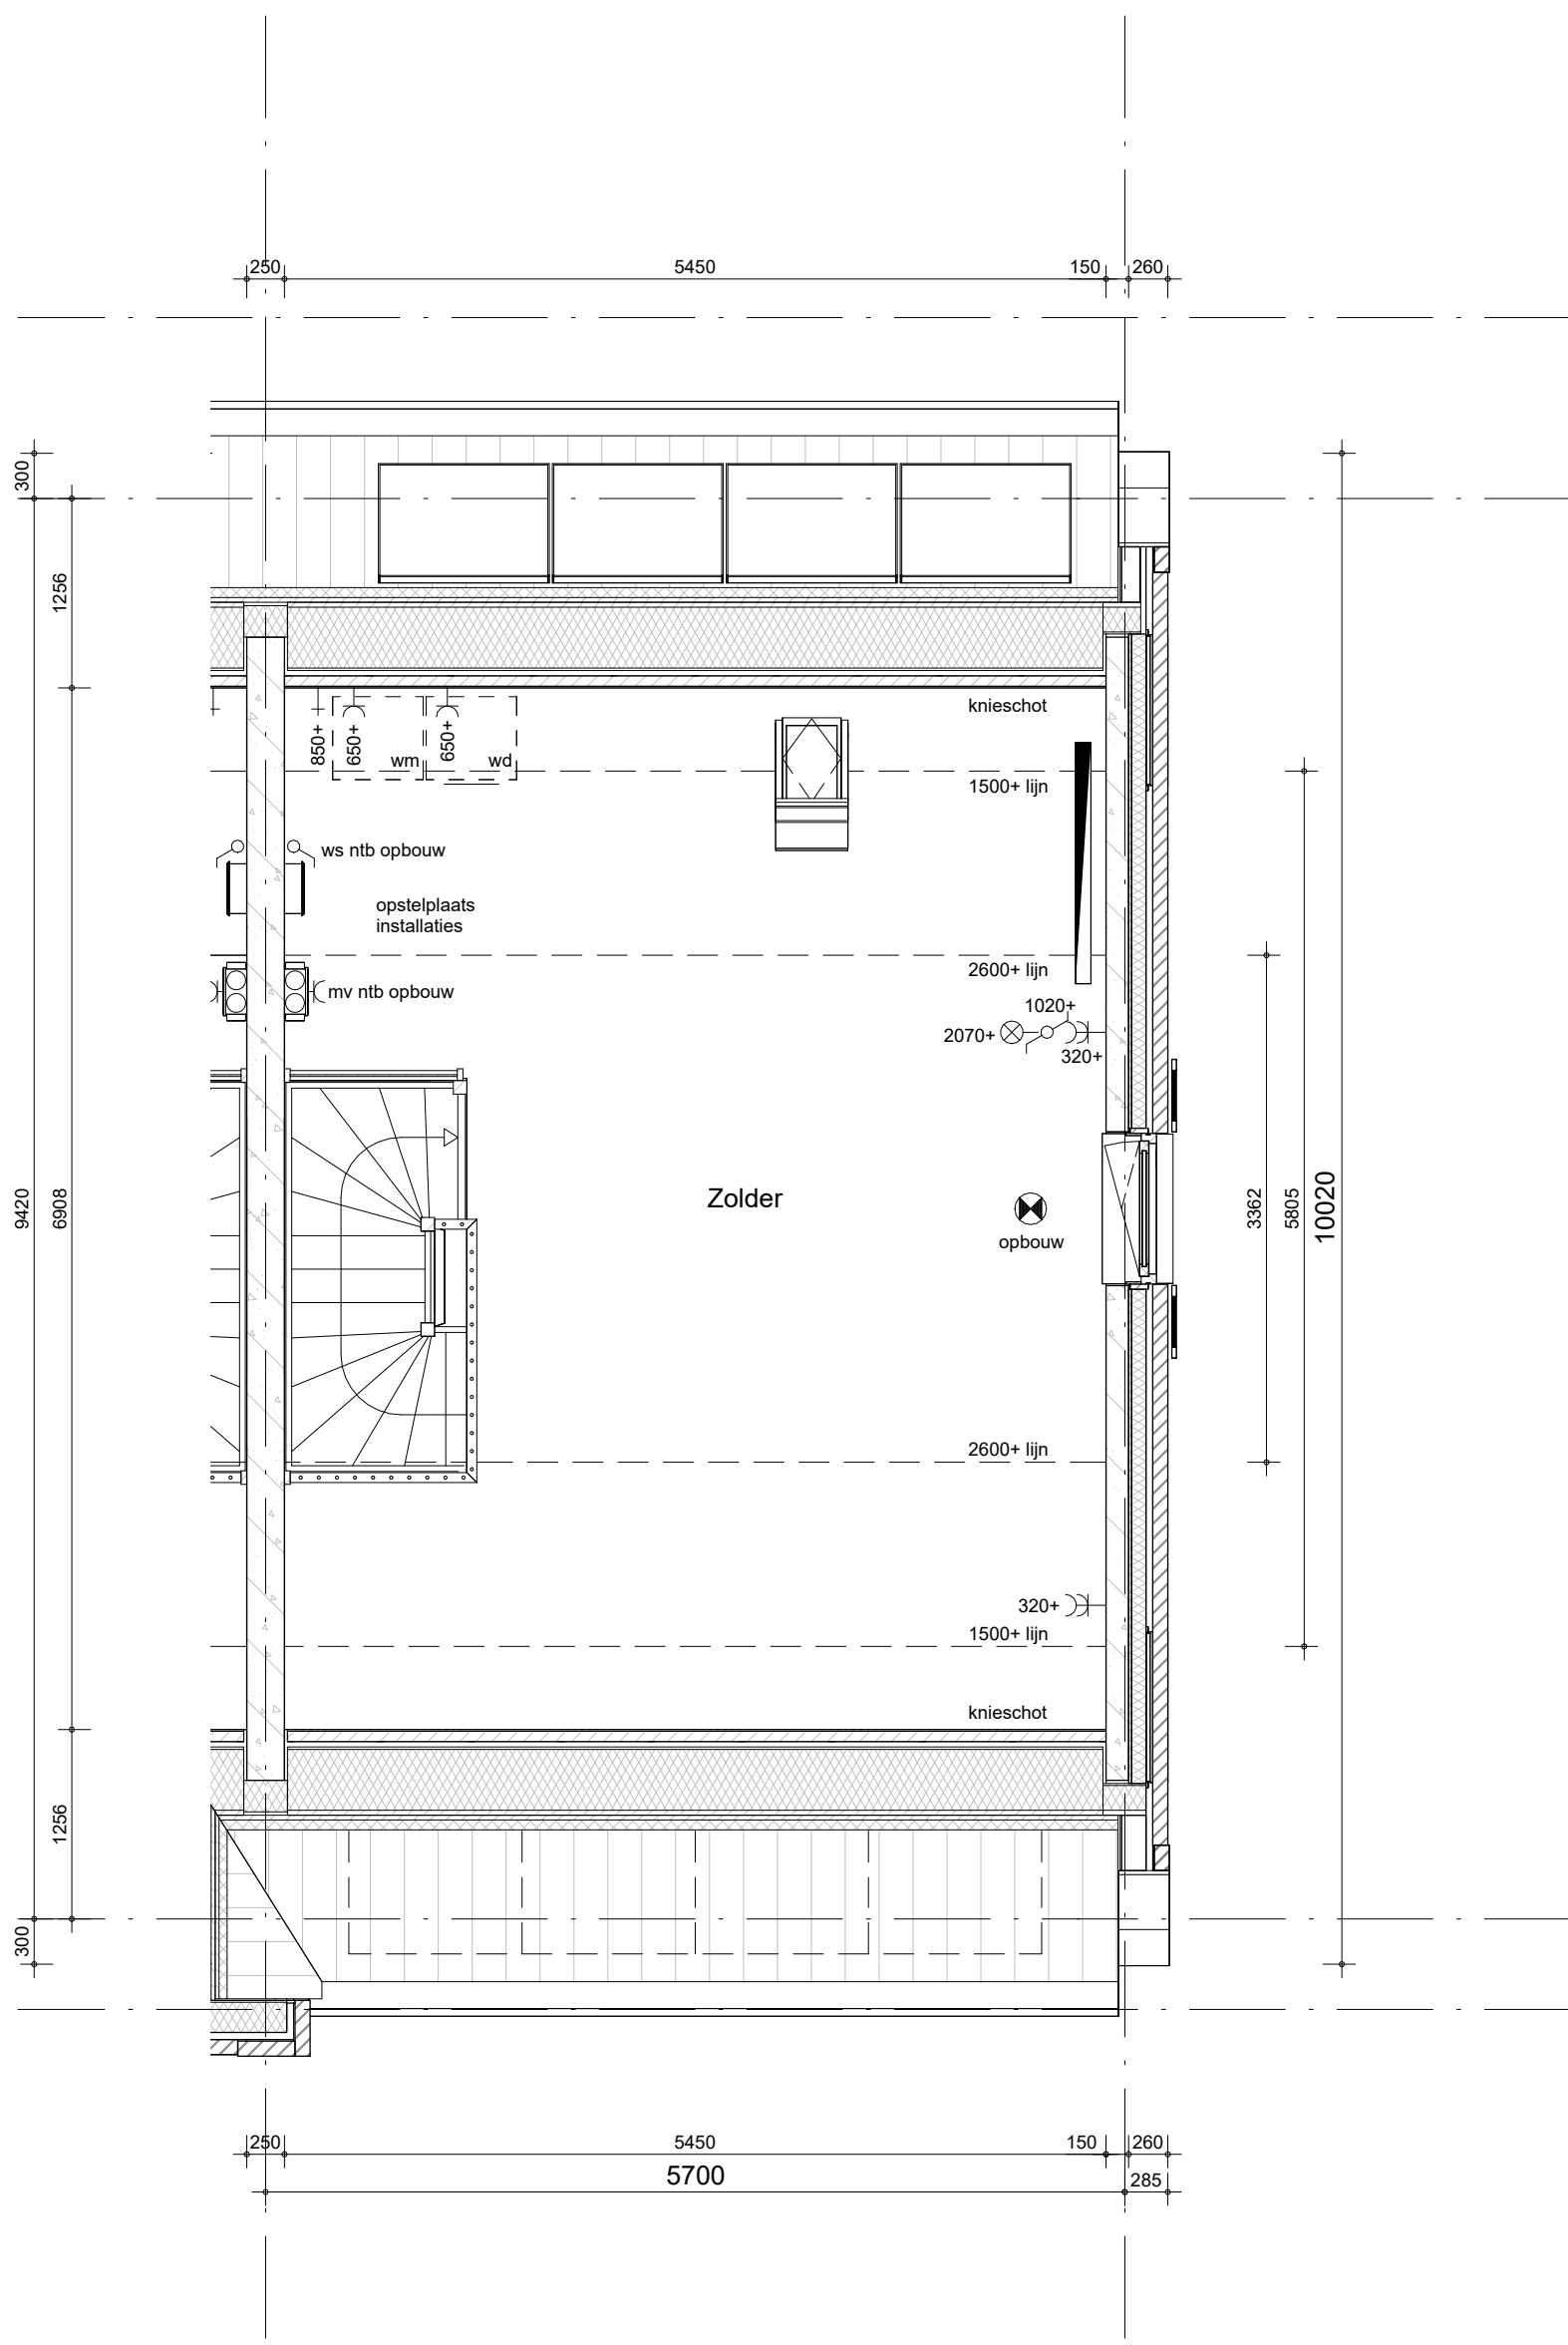 250
5450
150
260
300
1256
knieschot
850+
650+
wm
650+
wd
1500+ lijn
ws ntb opbouw
opstelplaats
installaties
2600+ lijn
mv ntb opbouw
1020+
2070+
320+
9420
6908
Zolder
opbouw
3362
5805
10020
2600+ lijn
320+
1500+ lijn
knieschot
1256
300
250
5450
150
260
5700
285